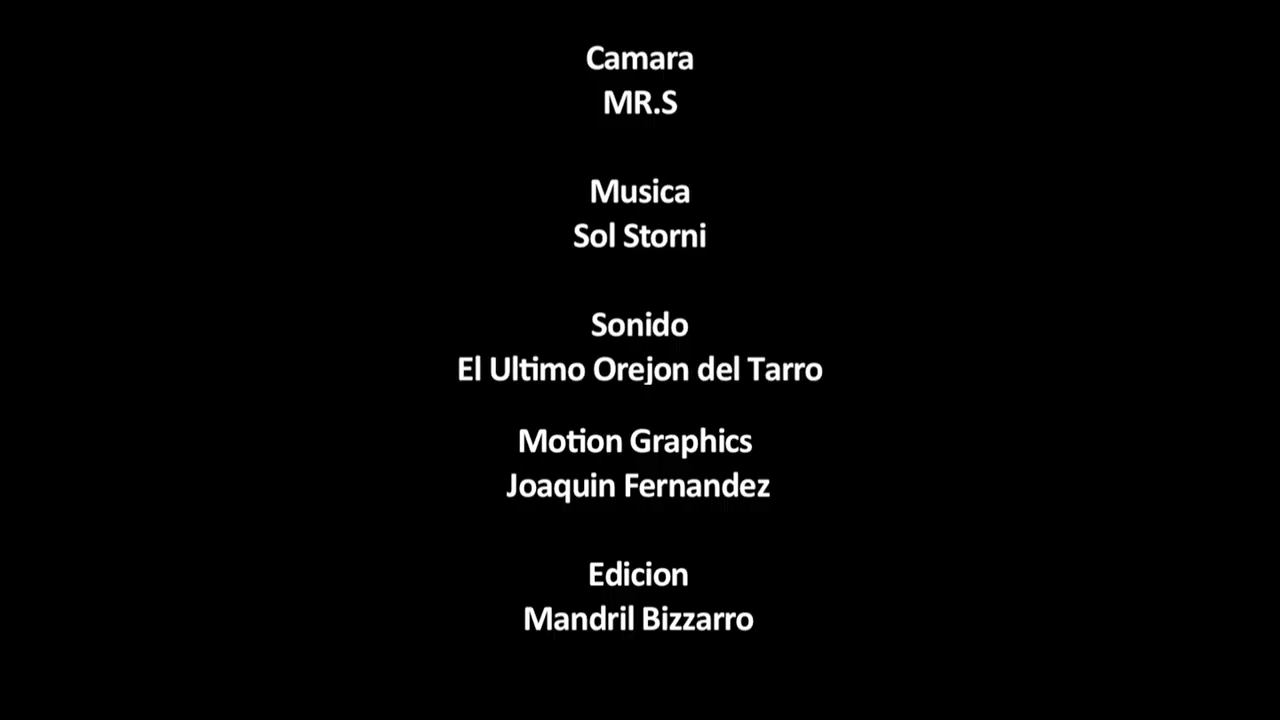 Camara
MR.S
Musica
Sol Storni
Sonido
El Ultimo Orejon del Tarro
Motion Graphics
Joaquin Fernandez
Edicion
Mandril Bizzarro